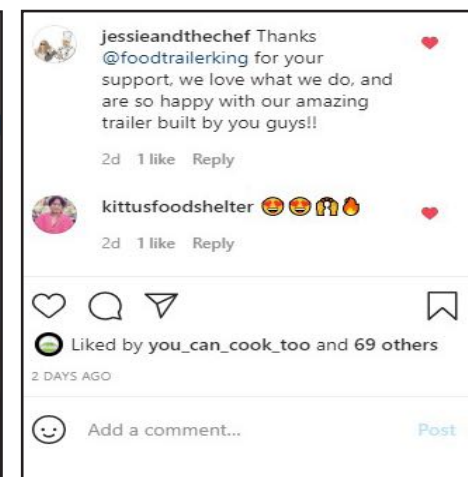 jessieandthechef Thanks
@foodtrailerking for your
support, we love what we do, and
are so happy with our amazing
trailer built by you guys!!
2d 1 like Reply
kittusfoodshelter 😍😍🙌🔥
2d 1 like Reply
Liked by you_can_cook_too and 69 others
2 DAYS AGO
Add a comment... Post